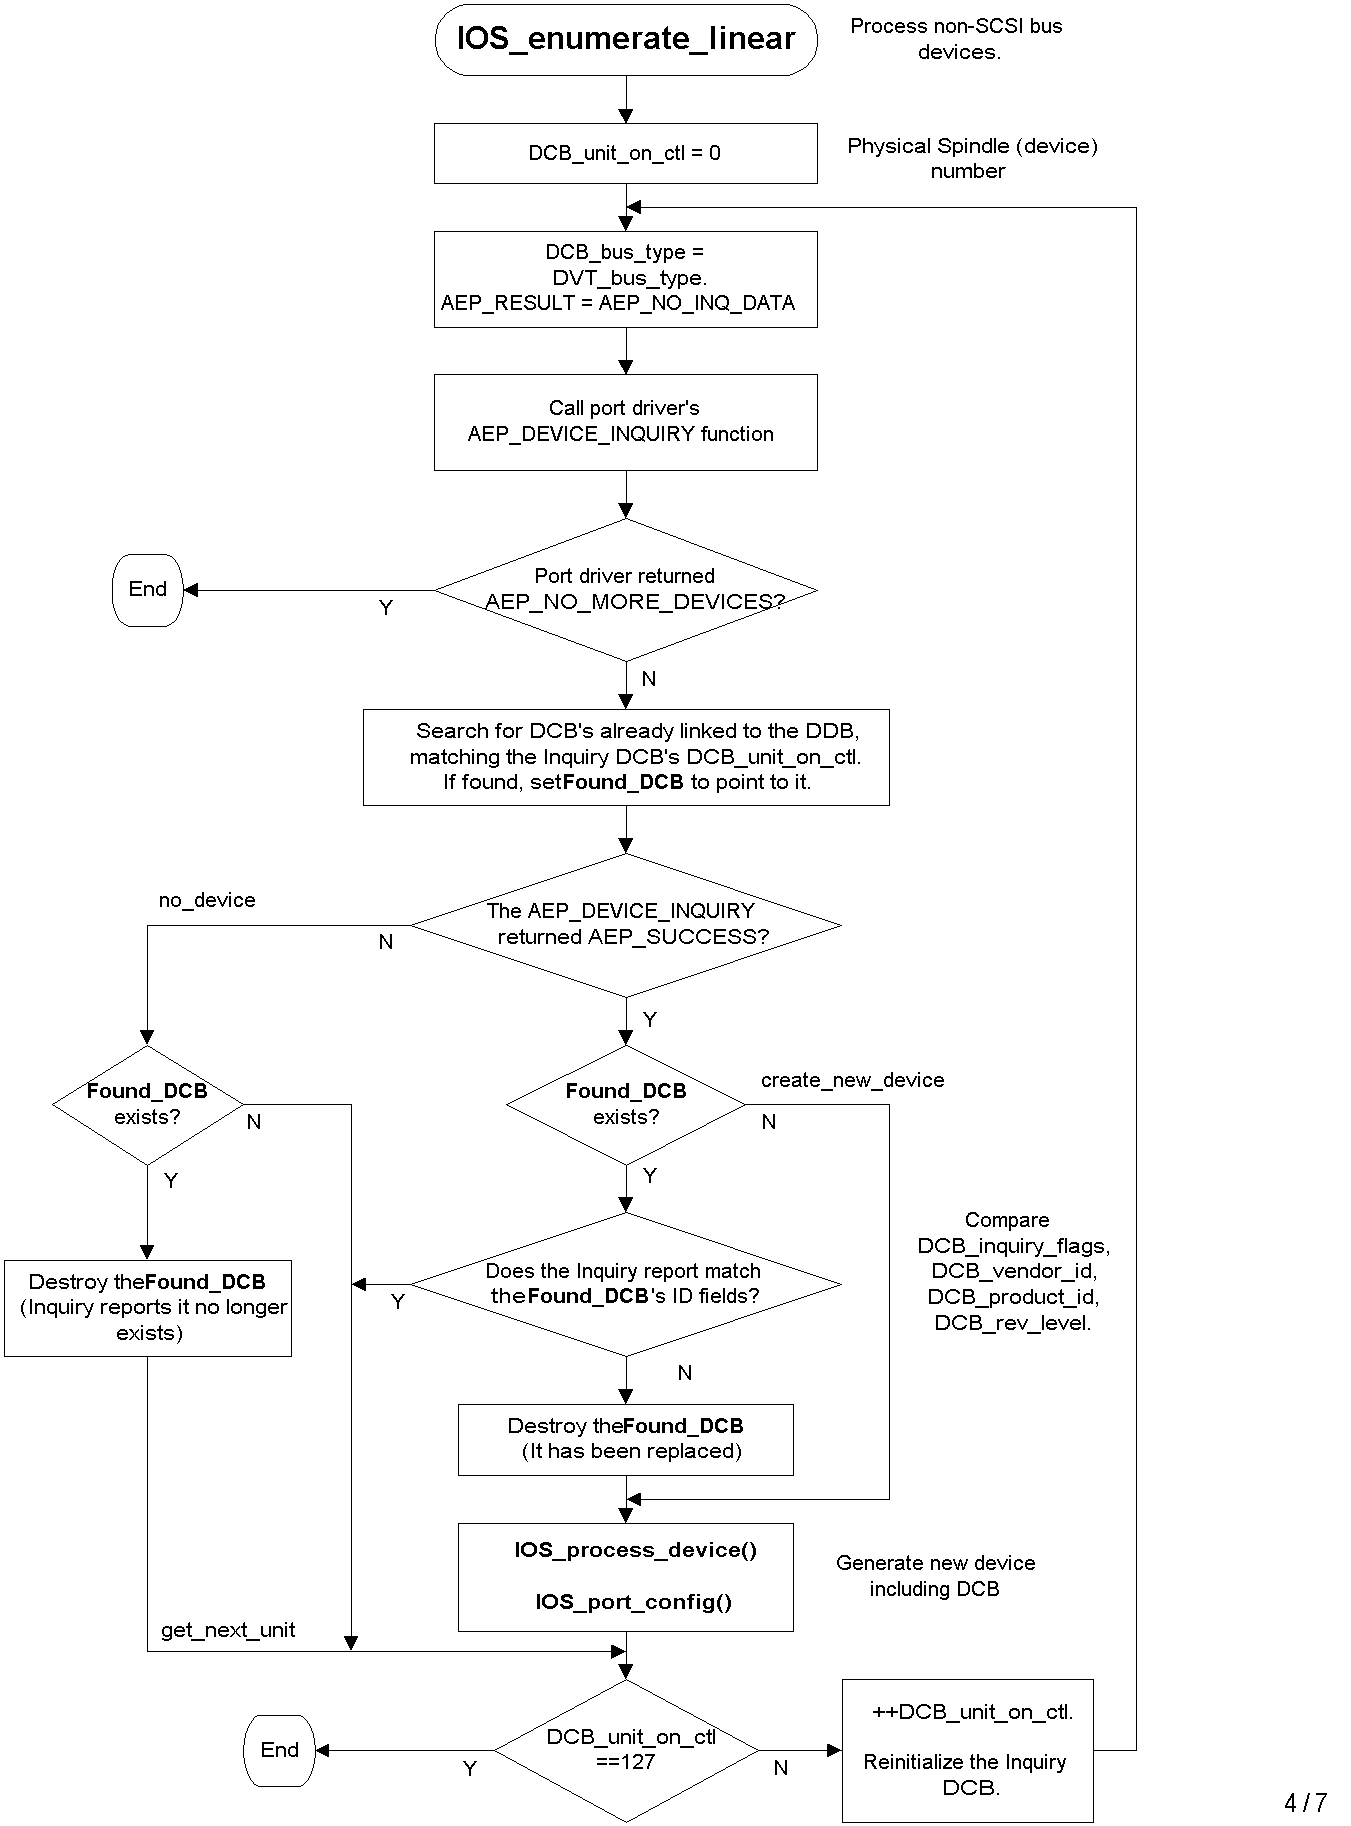 IOS_enumerate_linear
Process non-SCSI bus
devices.
DCB_unit_on_ctl = 0
Physical Spindle (device)
number
DCB_bus_type =
DVT_bus_type.
AEP_RESULT = AEP_NO_INQ_DATA
Call port driver's
AEP_DEVICE_INQUIRY function
Port driver returned
AEP_NO_MORE_DEVICES?
End
Y
N
Search for DCB's already linked to the DDB,
matching the Inquiry DCB's DCB_unit_on_ctl.
If found, setFound_DCB to point to it.
no_device
The AEP_DEVICE_INQUIRY
returned AEP_SUCCESS?
N
Y
Found_DCB
exists?
N
Y
Found_DCB
exists?
create_new_device
N
Y
Compare
DCB_inquiry_flags,
DCB_vendor_id,
DCB_product_id,
DCB_rev_level.
Destroy theFound_DCB
(Inquiry reports it no longer
exists)
Does the Inquiry report match
theFound_DCB's ID fields?
Y
N
Destroy theFound_DCB
(It has been replaced)
IOS_process_device()
IOS_port_config()
Generate new device
including DCB
get_next_unit
End
Y
DCB_unit_on_ctl
==127
N
++DCB_unit_on_ctl.
Reinitialize the Inquiry
DCB.
4 / 7